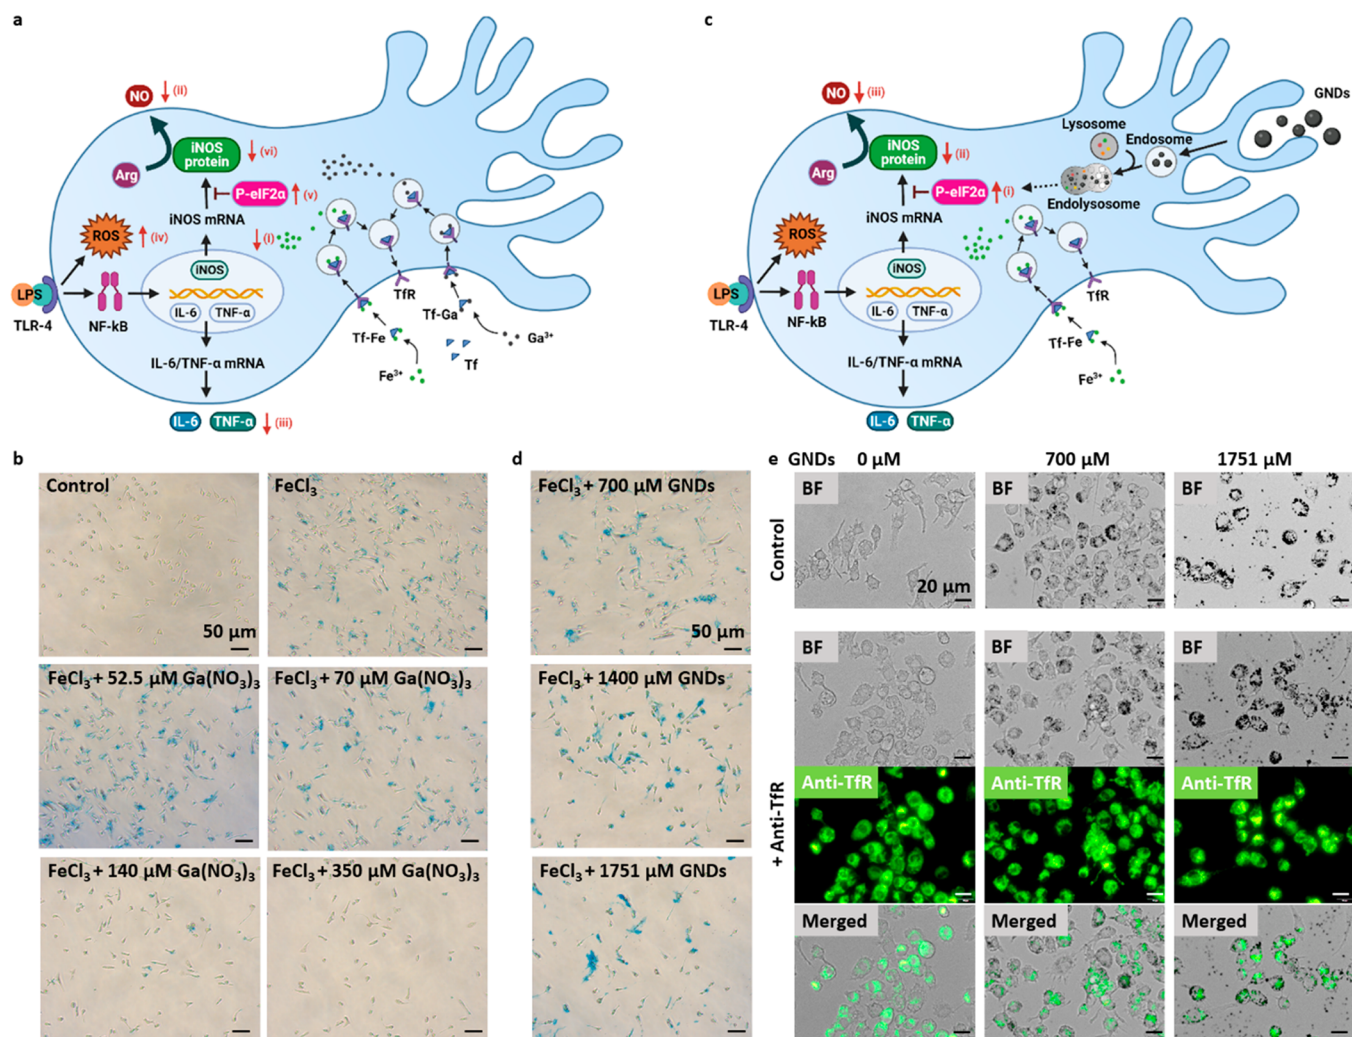 a
NO ↓ (ii)
iNOS
protein
↓ (vi)
Arg
P-eIF2α ↑ (v)
iNOS mRNA
ROS ↑ (iv)
↓ (i)
iNOS
LPS
TLR-4
NF-kB
IL-6
TNF-α
TfR
Tf-Ga
Ga³⁺
Tf-Fe
Tf
Fe³⁺
IL-6/TNF-α mRNA
IL-6 TNF-α ↓ (iii)
c
NO ↓ (iii)
GNDs
Lysosome
Endosome
iNOS
protein
↓ (ii)
Arg
P-eIF2α ↑ (i)
Endolysosome
iNOS mRNA
ROS
iNOS
LPS
TLR-4
NF-kB
IL-6
TNF-α
TfR
Tf-Fe
Fe³⁺
IL-6/TNF-α mRNA
IL-6 TNF-α
b
Control
50 μm
FeCl₃
FeCl₃ + 52.5 μM Ga(NO₃)₃
FeCl₃ + 70 μM Ga(NO₃)₃
FeCl₃ + 140 μM Ga(NO₃)₃
FeCl₃ + 350 μM Ga(NO₃)₃
d
FeCl₃ + 700 μM GNDs
50 μm
FeCl₃ + 1400 μM GNDs
FeCl₃ + 1751 μM GNDs
e
GNDs 0 μM 700 μM 1751 μM
Control
BF
20 μm
BF
BF
+ Anti-TfR
BF
BF
BF
Anti-TfR
Anti-TfR
Anti-TfR
Merged
Merged
Merged